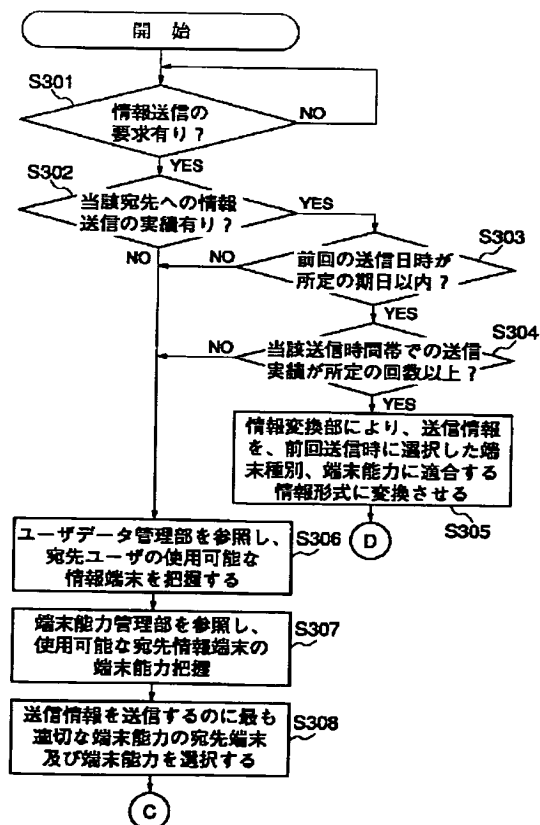 開 始
S301
情報送信の
要求有り？
NO
YES
S302
当該宛先への情報
送信の実績有り？
YES
NO
S303
前回の送信日時が
所定の期日以内？
NO
YES
S304
当該送信時間帯での送信
実績が所定の回数以上？
NO
YES
情報変換部により、送信情報
を、前回送信時に選択した端
末種別、端末能力に適合する
情報形式に変換させる
S305
D
ユーザデータ管理部を参照し、
宛先ユーザの使用可能な
情報端末を把握する
S306
端末能力管理部を参照し、
使用可能な宛先情報端末の
端末能力把握
S307
送信情報を送信するのに最も
適切な端末能力の宛先端末
及び端末能力を選択する
S308
C